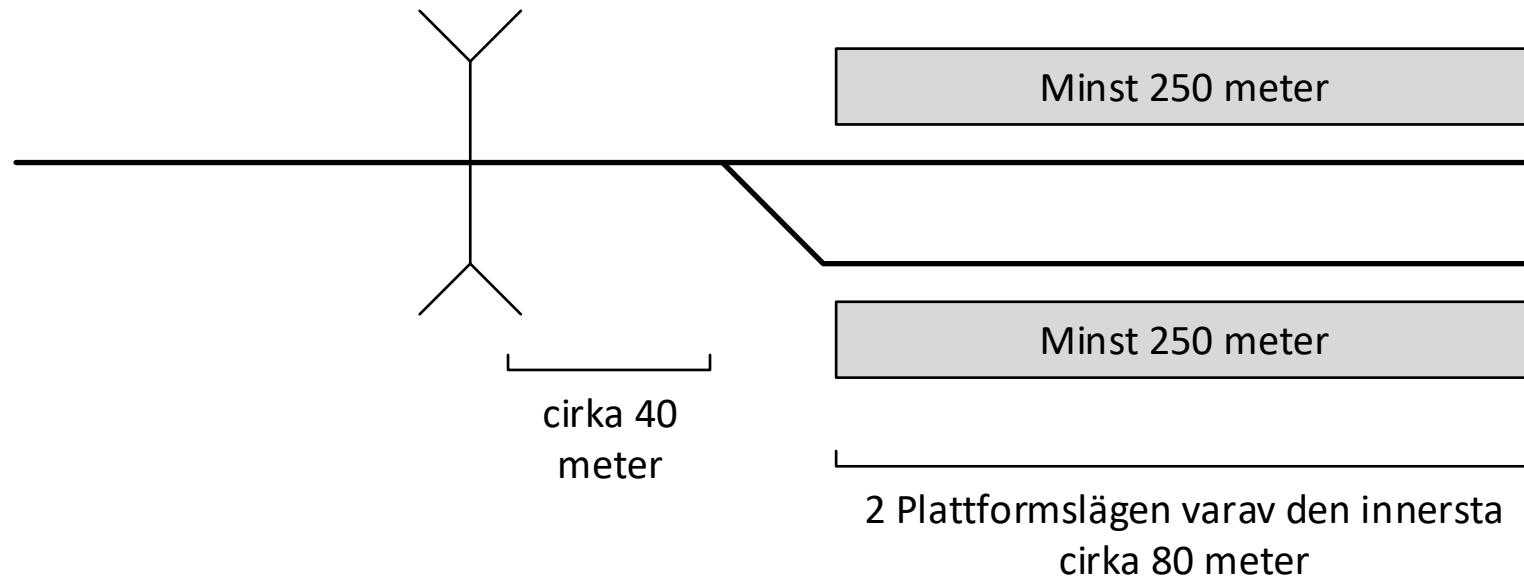 Minst 250 meter
Minst 250 meter
cirka 40
meter
2 Plattformslägen varav den innersta
cirka 80 meter